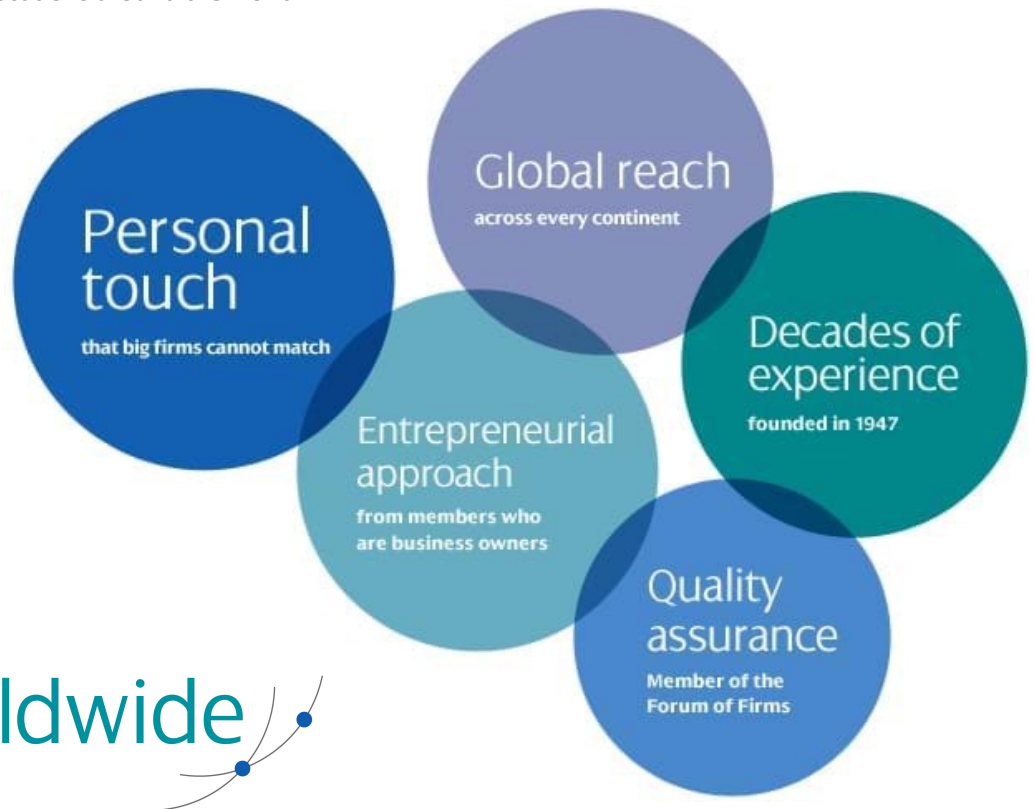 Global reach
across every continent
Personal
touch
that big firms cannot match
Decades of
experience
founded in 1947
Entrepreneurial
approach
from members who
are business owners
Quality
assurance
Member of the
Forum of Firms
ldwide